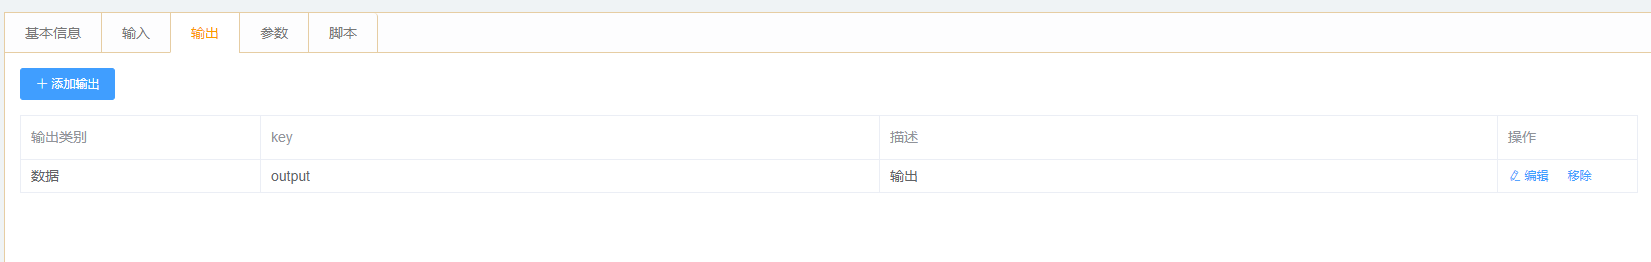 基本信息 输入 输出 参数 脚本
添加输出
输出类别 key 描述 操作
数据 output 输出 编辑 移除